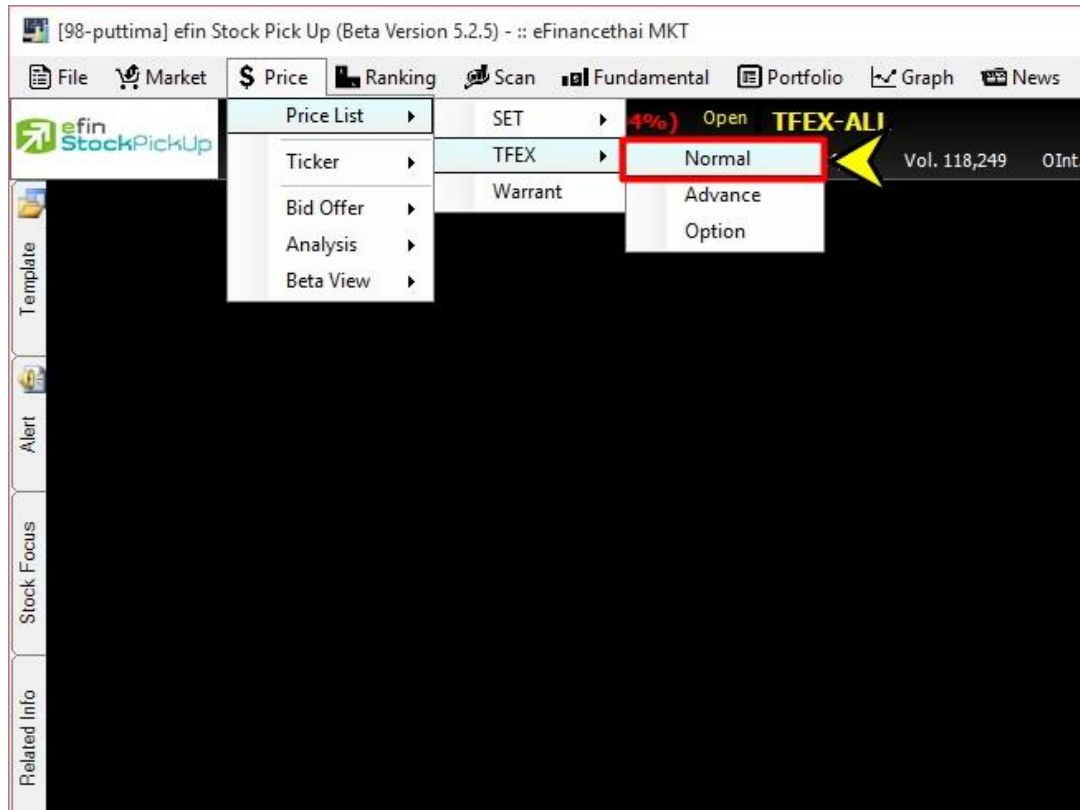 [98-puttima] efin Stock Pick Up (Beta Version 5.2.5) - :: eFinancethai MKT
File Market $ Price Ranking Scan Fundamental Portfolio Graph News
efin
StockPickUp
Price List
Ticker
Bid Offer
Analysis
Beta View
SET
TFEX
Warrant
Normal
Advance
Option
4%) Open TFEX-ALL
Vol. 118,249 OInt.
Template
Alert
Stock Focus
Related Info